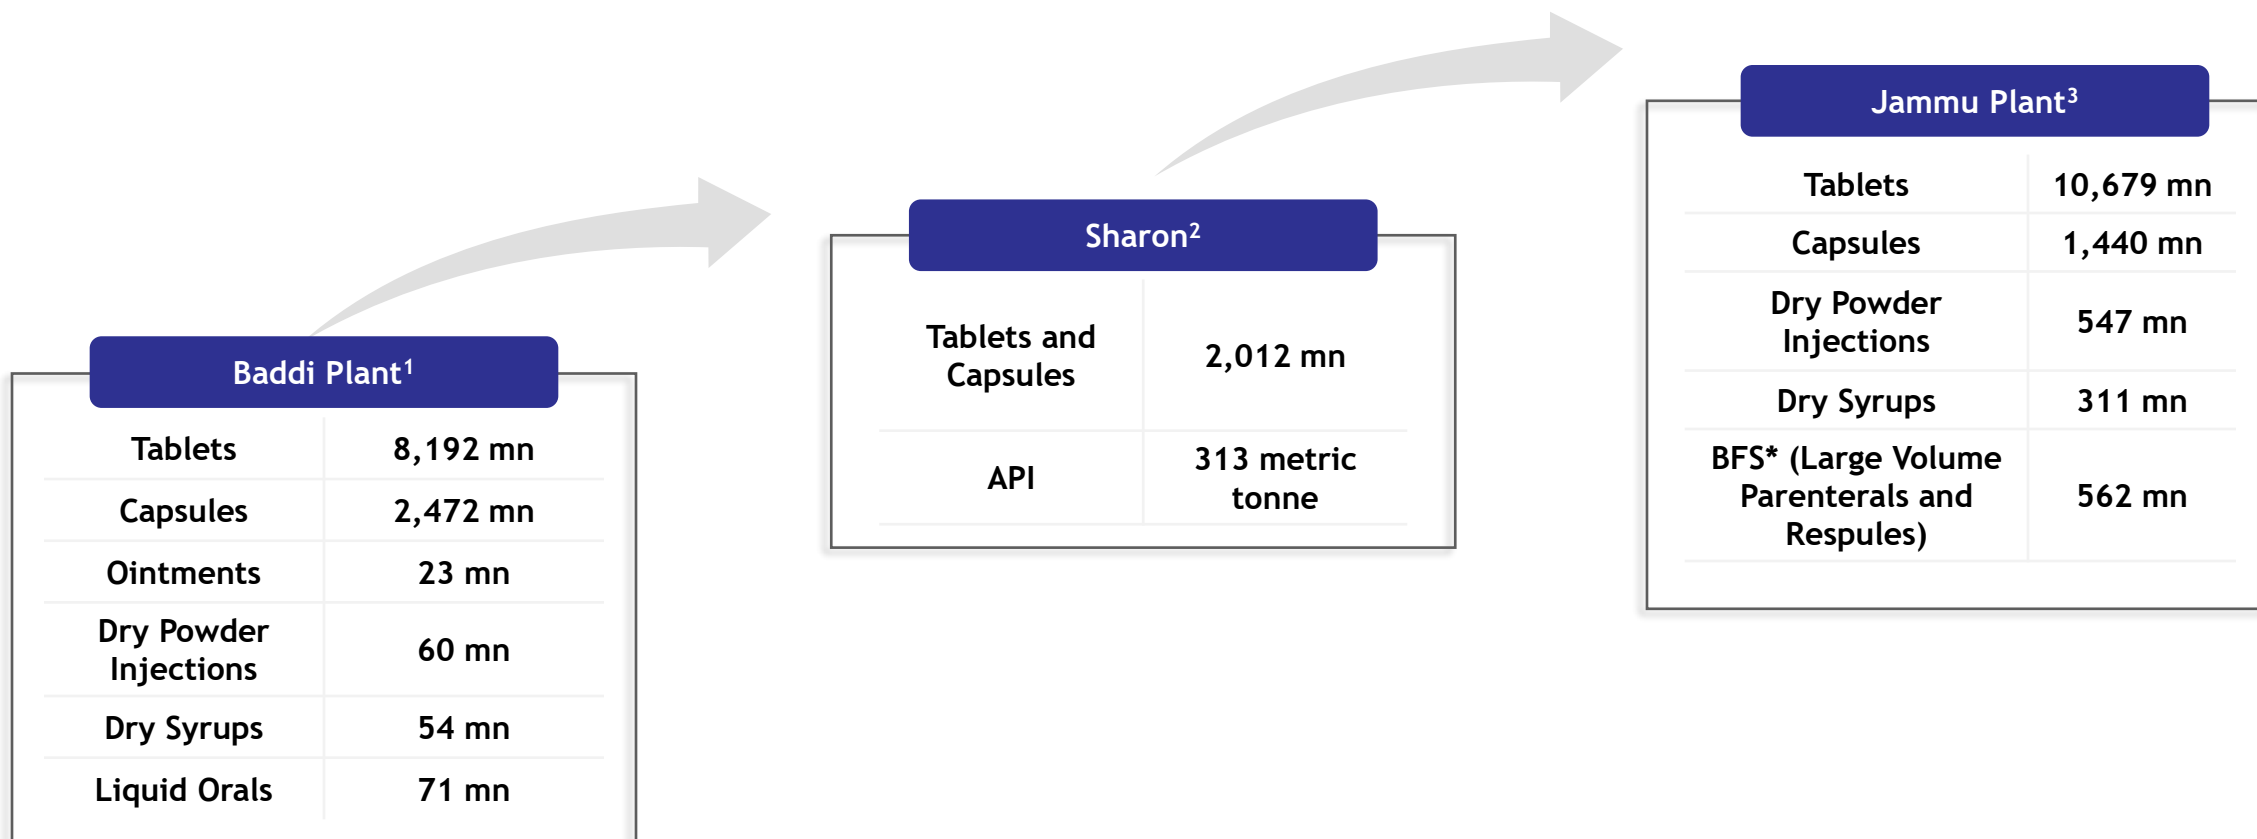 Baddi Plant¹
Tablets 8,192 mn
Capsules 2,472 mn
Ointments 23 mn
Dry Powder
Injections
60 mn
Dry Syrups 54 mn
Liquid Orals 71 mn
Sharon²
Tablets and
Capsules
2,012 mn
API
313 metric
tonne
Jammu Plant³
Tablets 10,679 mn
Capsules 1,440 mn
Dry Powder
Injections
547 mn
Dry Syrups 311 mn
BFS* (Large Volume
Parenterals and
Respules)
562 mn